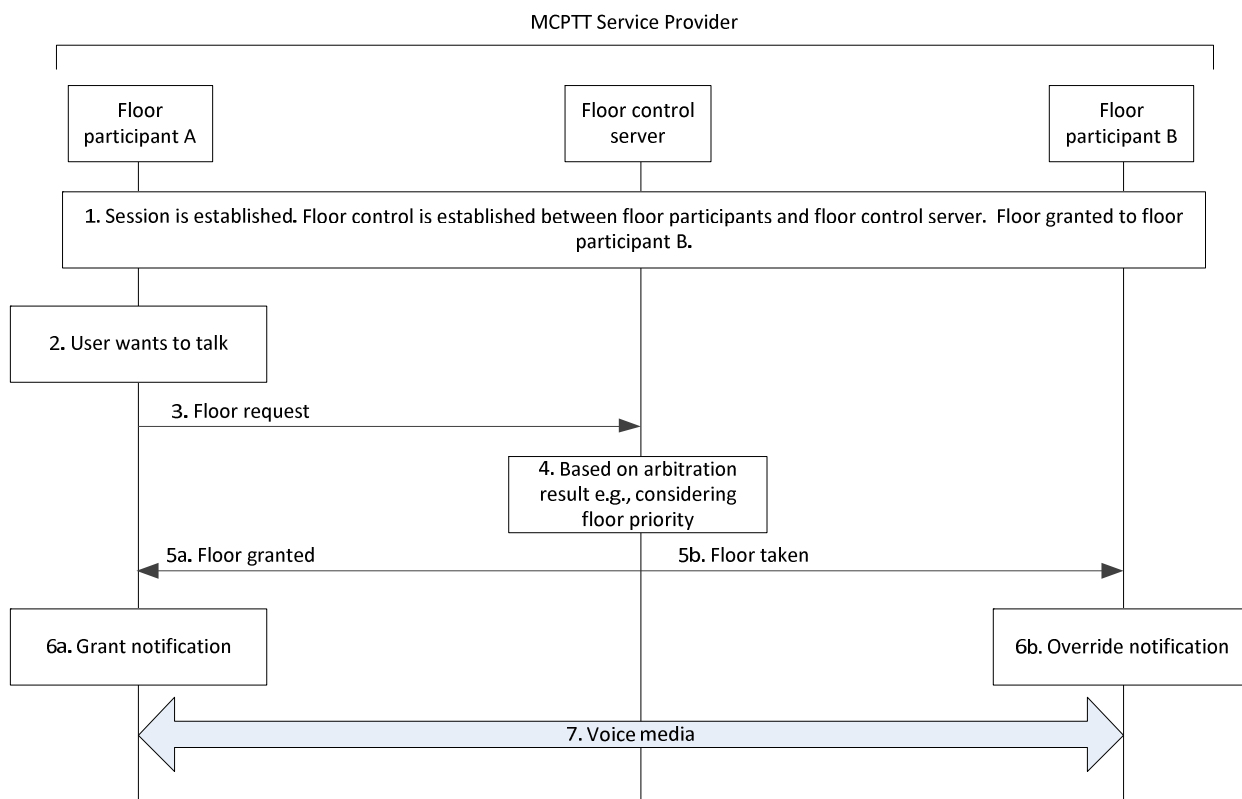 MCPTT Service Provider
Floor
participant A
Floor control
server
Floor
participant B
1. Session is established. Floor control is established between floor participants and floor control server.  Floor granted to floor
participant B.
2. User wants to talk
3. Floor request
4. Based on arbitration
result e.g., considering
floor priority
5a. Floor granted
5b. Floor taken
6a. Grant notification
6b. Override notification
7. Voice media